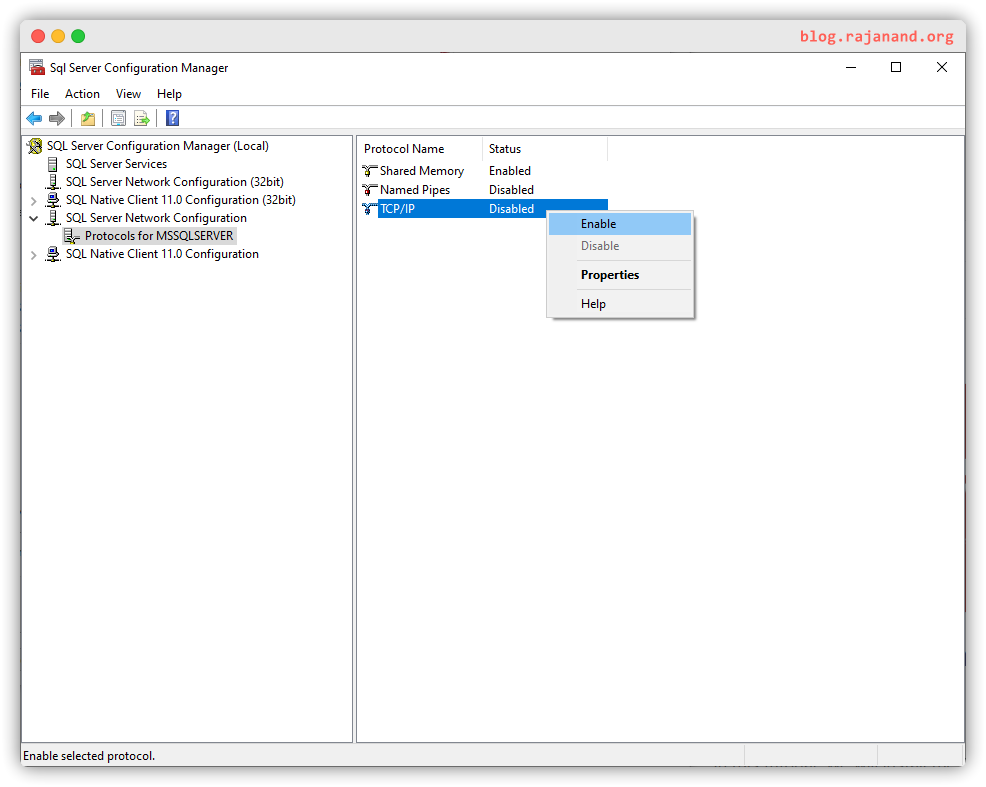 blog.rajanand.org
Sql Server Configuration Manager
File Action View Help
SQL Server Configuration Manager (Local)
SQL Server Services
SQL Server Network Configuration (32bit)
SQL Native Client 11.0 Configuration (32bit)
SQL Server Network Configuration
Protocols for MSSQLSERVER
SQL Native Client 11.0 Configuration
Protocol Name Status
Shared Memory Enabled
Named Pipes Disabled
TCP/IP Disabled
Enable
Disable
Properties
Help
Enable selected protocol.